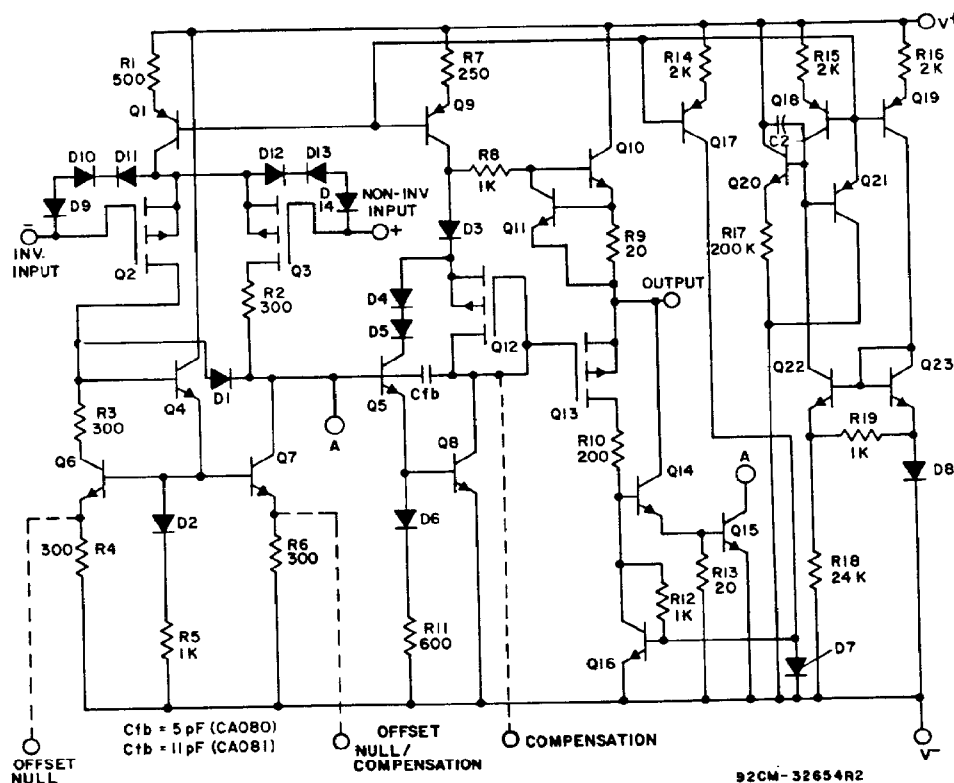 V+
R1
500
R7
250
R14
2K
R15
2K
R16
2K
Q1
Q9
Q18
Q19
Q17
C2
D10
D11
D12
D13
R8
1K
Q10
Q20
Q21
D9
D
14
NON-INV
INPUT
+
D3
Q11
R9
20
R17
200 K
−
INV.
INPUT
Q2
Q3
R2
300
D4
D5
Q12
OUTPUT
Q22
Q23
Q4
D1
A
Q5
Cfb
Q13
R19
1K
R3
300
Q6
Q7
Q8
R10
200
Q14
A
D8
D2
D6
Q15
300
R4
R6
300
R13
20
R18
24 K
R12
1K
R5
1K
R11
600
Q16
D7
Cfb = 5 pF (CA080)
Cfb = 11 pF (CA081)
OFFSET
NULL
OFFSET
NULL/
COMPENSATION
COMPENSATION
V−
92CM-32654R2